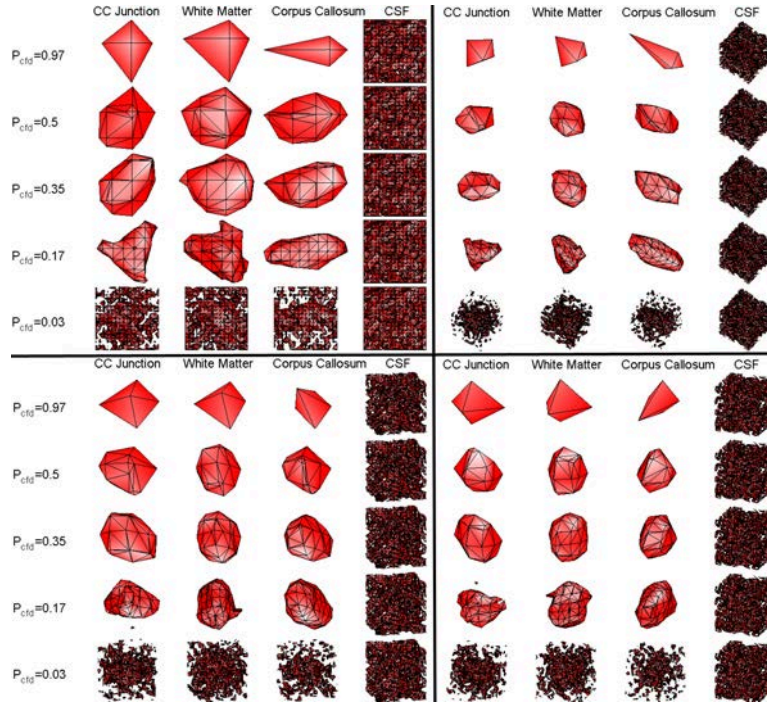 CC Junction White Matter Corpus Callosum CSF CC Junction White Matter Corpus Callosum CSF
Pcfd=0.97
Pcfd=0.5
Pcfd=0.35
Pcfd=0.17
Pcfd=0.03
CC Junction White Matter Corpus Callosum CSF CC Junction White Matter Corpus Callosum CSF
Pcfd=0.97
Pcfd=0.5
Pcfd=0.35
Pcfd=0.17
Pcfd=0.03